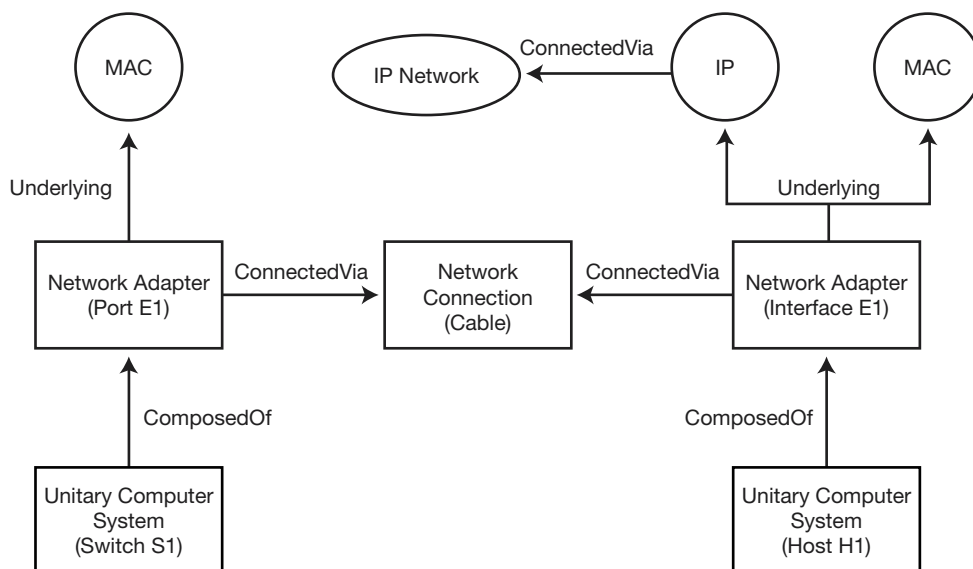 MAC
IP Network
ConnectedVia
IP
MAC
Underlying
Underlying
Network Adapter
(Port E1)
ConnectedVia
Network
Connection
(Cable)
ConnectedVia
Network Adapter
(Interface E1)
ComposedOf
ComposedOf
Unitary Computer
System
(Switch S1)
Unitary Computer
System
(Host H1)